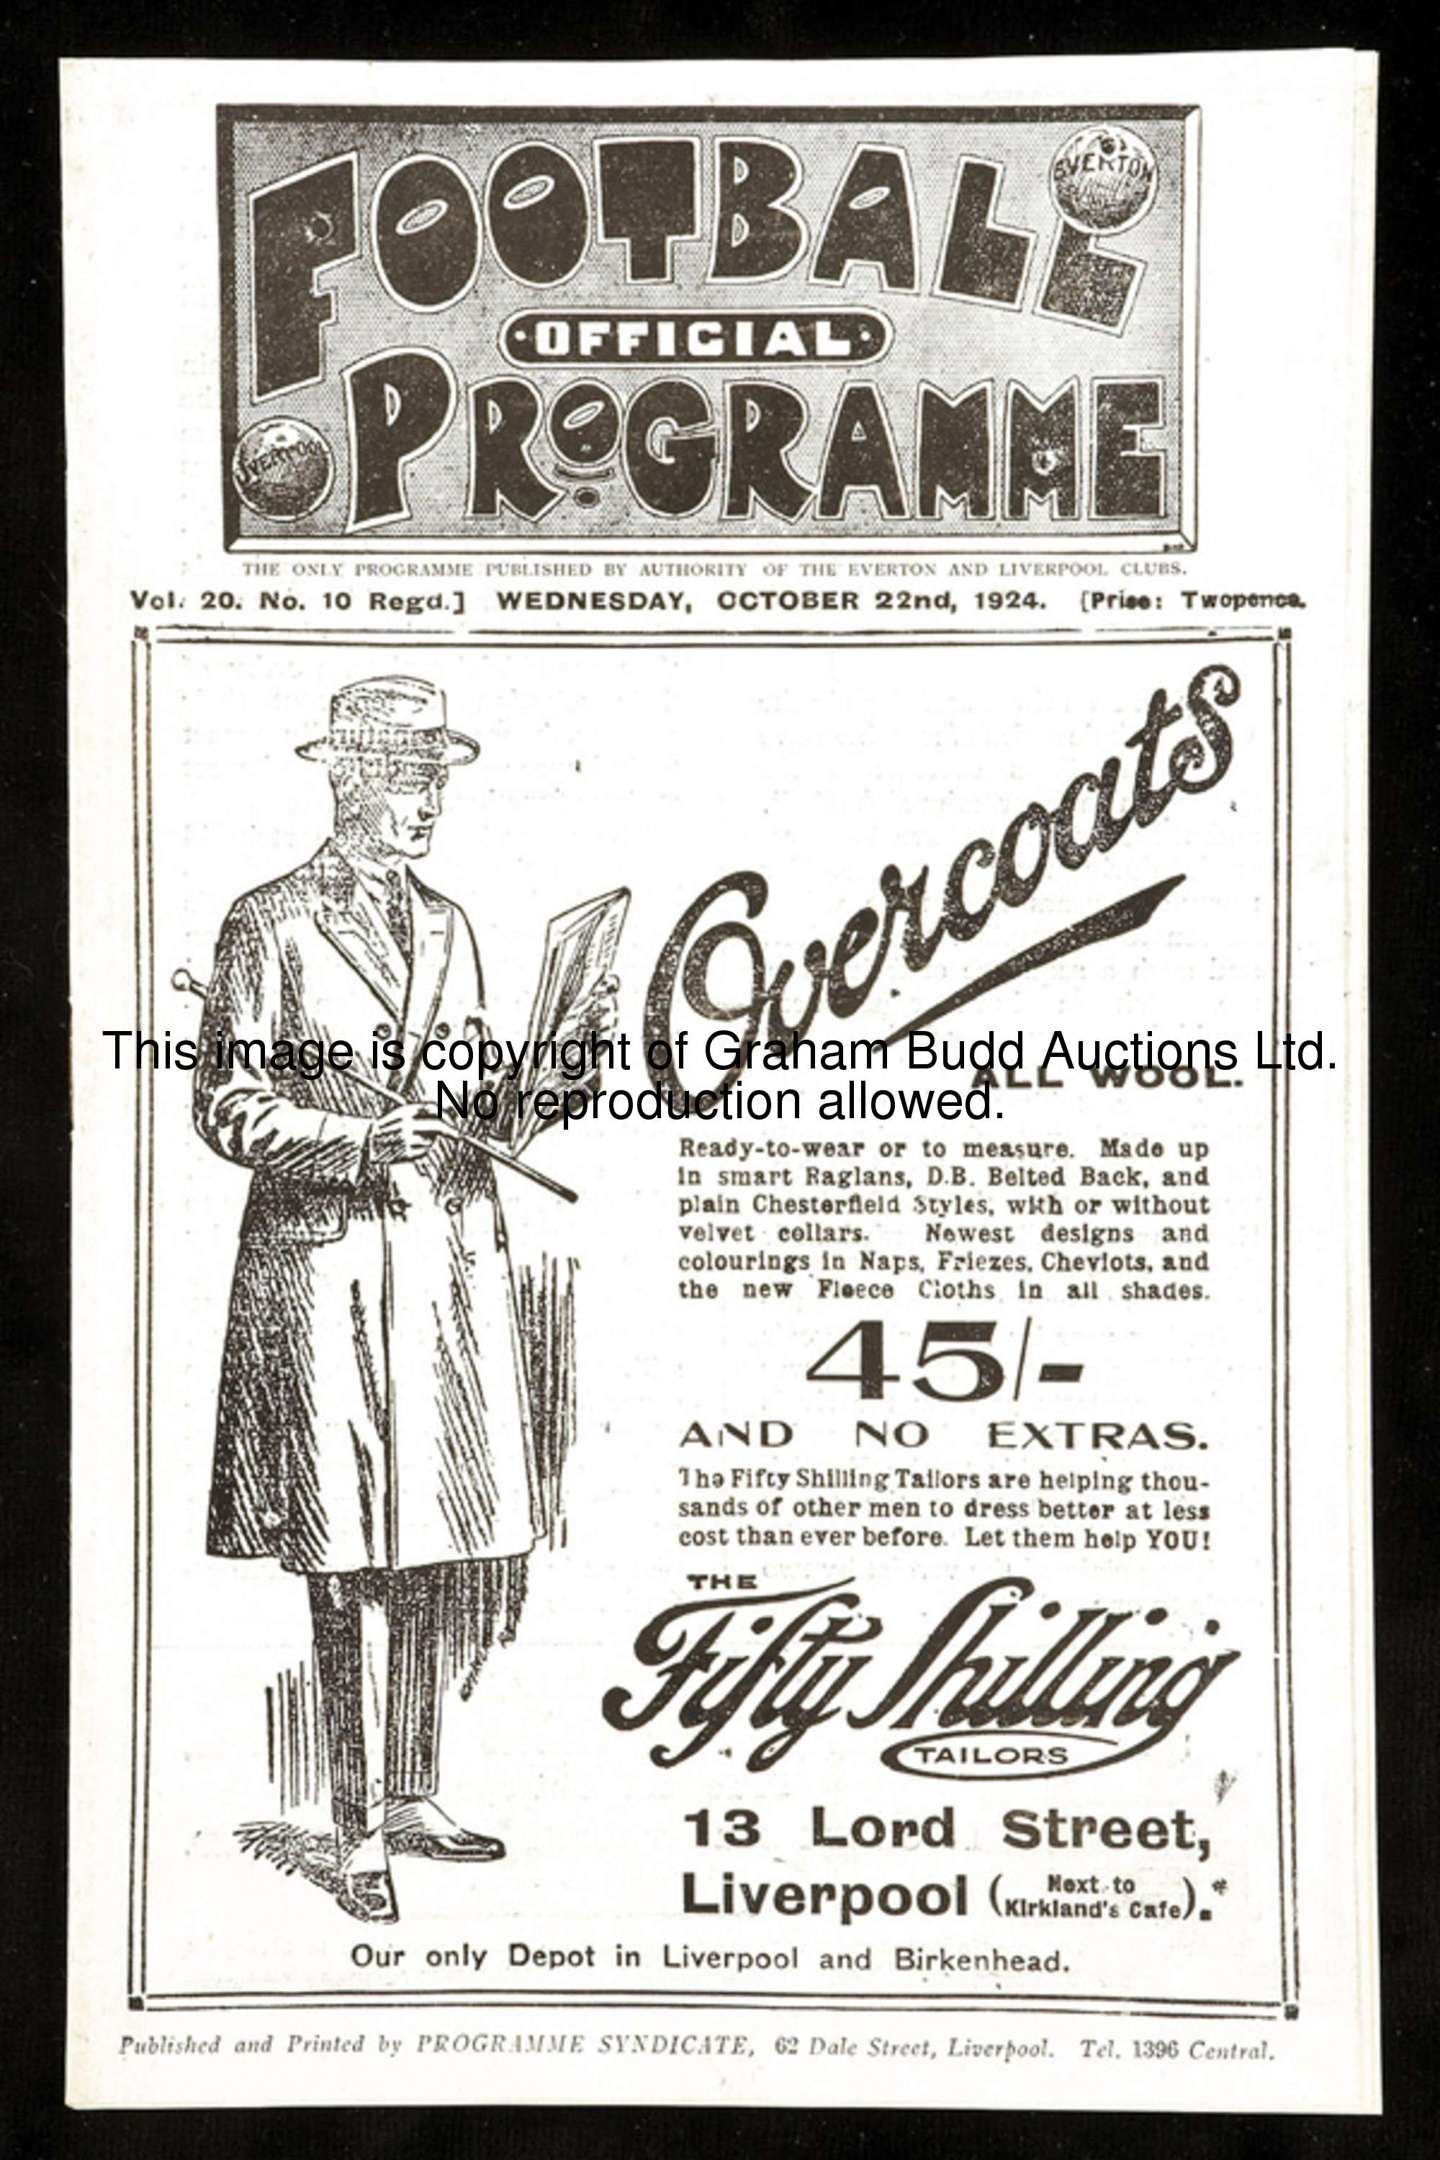 FOOTBALL
EVERTON
·OFFICIAL·
PROGRAMME
LIVERPOOL
THE ONLY PROGRAMME PUBLISHED BY AUTHORITY OF THE EVERTON AND LIVERPOOL CLUBS.
Vol. 20. No. 10 Regd.] WEDNESDAY, OCTOBER 22nd, 1924. [Price: Twopence.
Overcoats
This image is copyright of Graham Budd Auctions Ltd.
ALL WOOL.
No reproduction allowed.
Ready-to-wear or to measure. Made up
in smart Raglans, D.B. Belted Back, and
plain Chesterfield Styles, with or without
velvet collars. Newest designs and
colourings in Naps, Friezes, Cheviots, and
the new Fleece Cloths in all shades.
45/-
AND NO EXTRAS.
The Fifty Shilling Tailors are helping thou-
sands of other men to dress better at less
cost than ever before. Let them help YOU!
THE
Fifty Shilling
TAILORS
13 Lord Street,
Liverpool (Next to
Kirkland's Cafe).
Our only Depot in Liverpool and Birkenhead.
Published and Printed by PROGRAMME SYNDICATE, 62 Dale Street, Liverpool. Tel. 1396 Central.